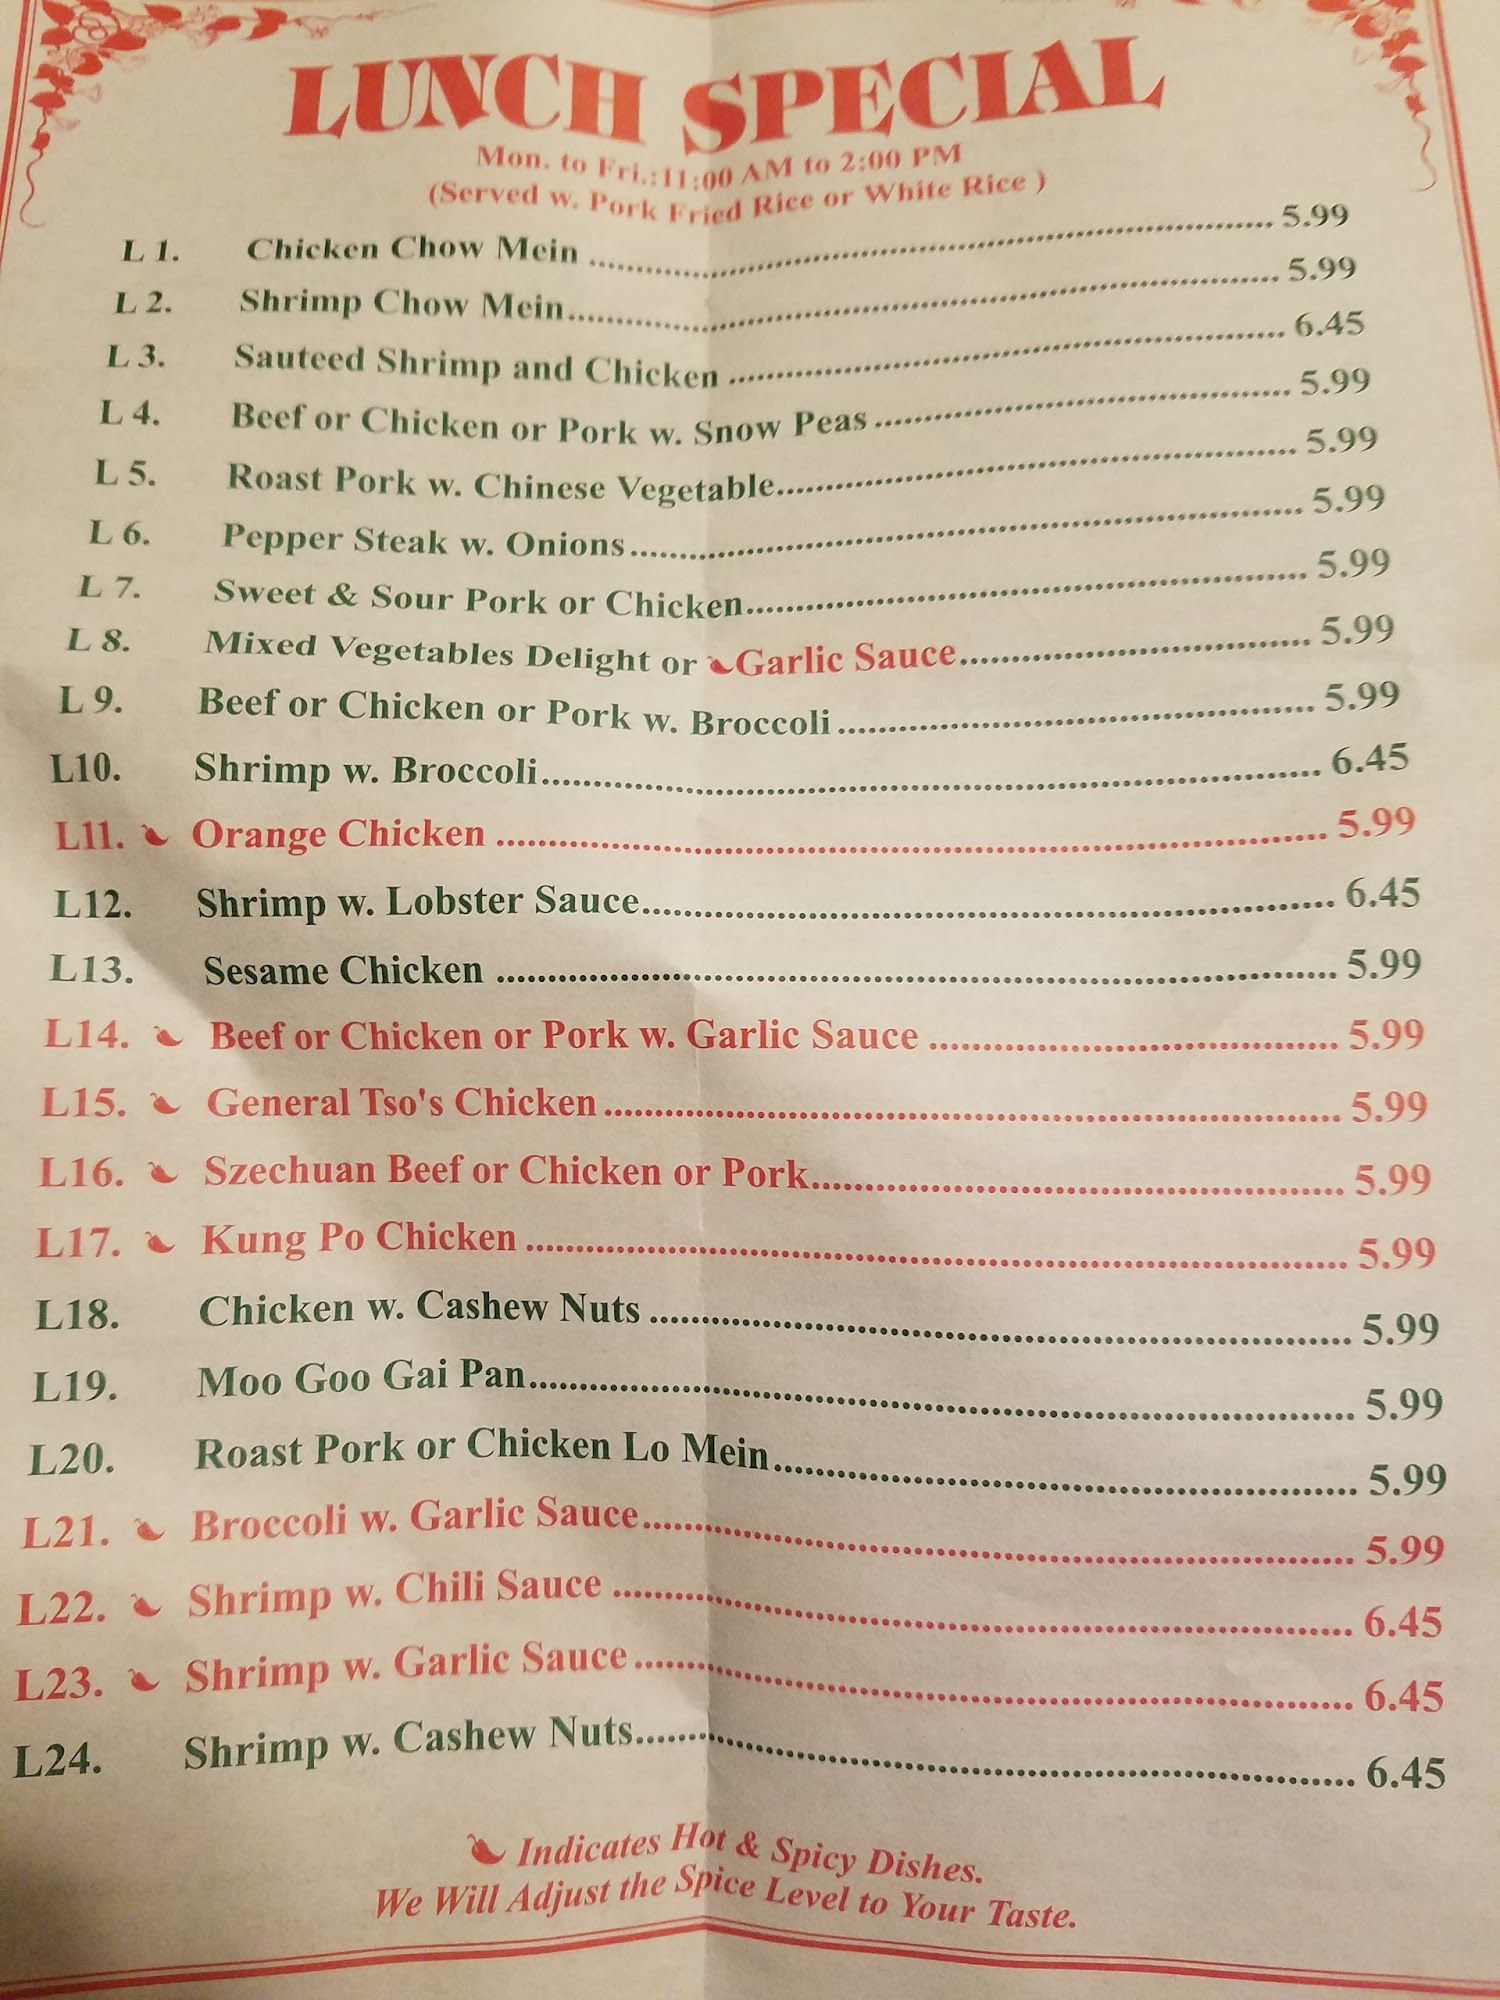 LUNCH SPECIAL
Mon. to Fri.:11:00 AM to 2:00 PM
(Served w. Pork Fried Rice or White Rice )
L 1. Chicken Chow Mein ........ 5.99
L 2. Shrimp Chow Mein........ 5.99
L 3. Sauteed Shrimp and Chicken ........ 6.45
L 4. Beef or Chicken or Pork w. Snow Peas ........ 5.99
L 5. Roast Pork w. Chinese Vegetable........ 5.99
L 6. Pepper Steak w. Onions........ 5.99
L 7. Sweet & Sour Pork or Chicken........ 5.99
L 8. Mixed Vegetables Delight or Garlic Sauce........ 5.99
L 9. Beef or Chicken or Pork w. Broccoli ........ 5.99
L10. Shrimp w. Broccoli........ 6.45
L11. Orange Chicken ........ 5.99
L12. Shrimp w. Lobster Sauce........ 6.45
L13. Sesame Chicken ........ 5.99
L14. Beef or Chicken or Pork w. Garlic Sauce ........ 5.99
L15. General Tso's Chicken ........ 5.99
L16. Szechuan Beef or Chicken or Pork........ 5.99
L17. Kung Po Chicken ........ 5.99
L18. Chicken w. Cashew Nuts ........ 5.99
L19. Moo Goo Gai Pan........ 5.99
L20. Roast Pork or Chicken Lo Mein........ 5.99
L21. Broccoli w. Garlic Sauce........ 5.99
L22. Shrimp w. Chili Sauce ........ 6.45
L23. Shrimp w. Garlic Sauce ........ 6.45
L24. Shrimp w. Cashew Nuts........ 6.45
Indicates Hot & Spicy Dishes.
We Will Adjust the Spice Level to Your Taste.